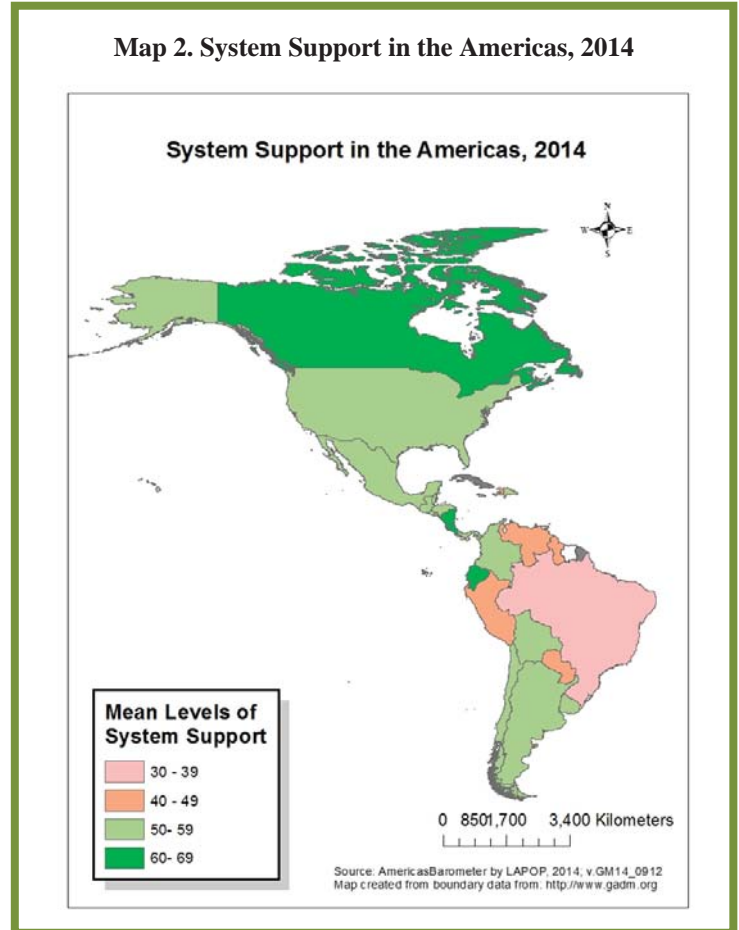 Map 2. System Support in the Americas, 2014
System Support in the Americas, 2014
N
W E
S
Mean Levels of
System Support
30 - 39
40 - 49
50- 59
60- 69
0 8501,700 3,400 Kilometers
Source: AmericasBarometer by LAPOP, 2014; v.GM14_0912
Map created from boundary data from: http://www.gadm.org